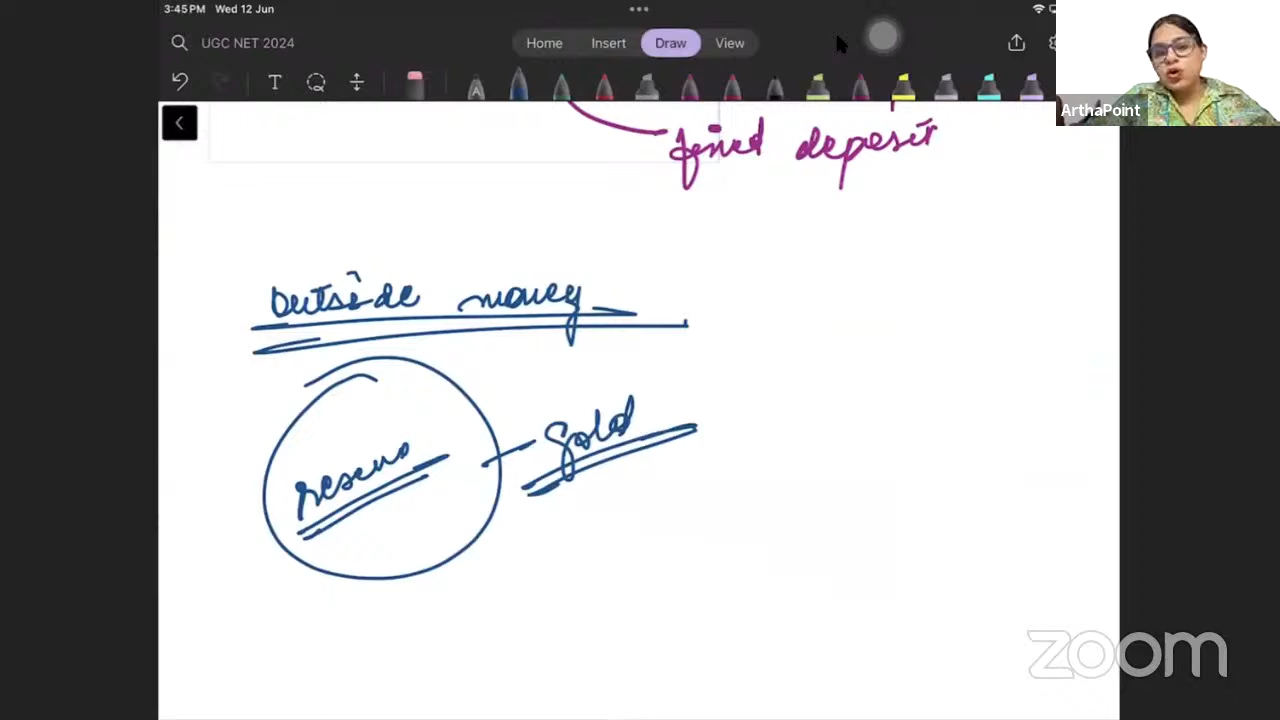 3:45 PM Wed 12 Jun
UGC NET 2024
Home Insert Draw View
ArthaPoint
fixed deposit
outside money
reserve
gold
zoom